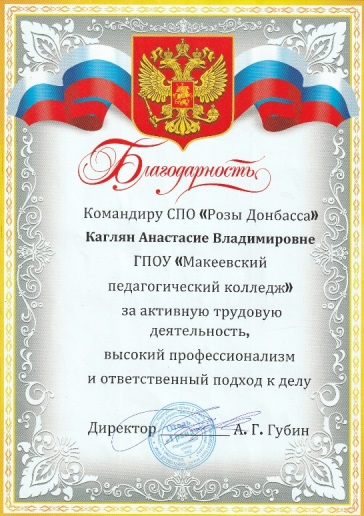 Благодарность
Командиру СПО «Розы Донбасса»
Каглян Анастасие Владимировне
ГПОУ «Макеевский
педагогический колледж»
за активную трудовую
деятельность,
высокий профессионализм
и ответственный подход к делу
Директор __________ А. Г. Губин